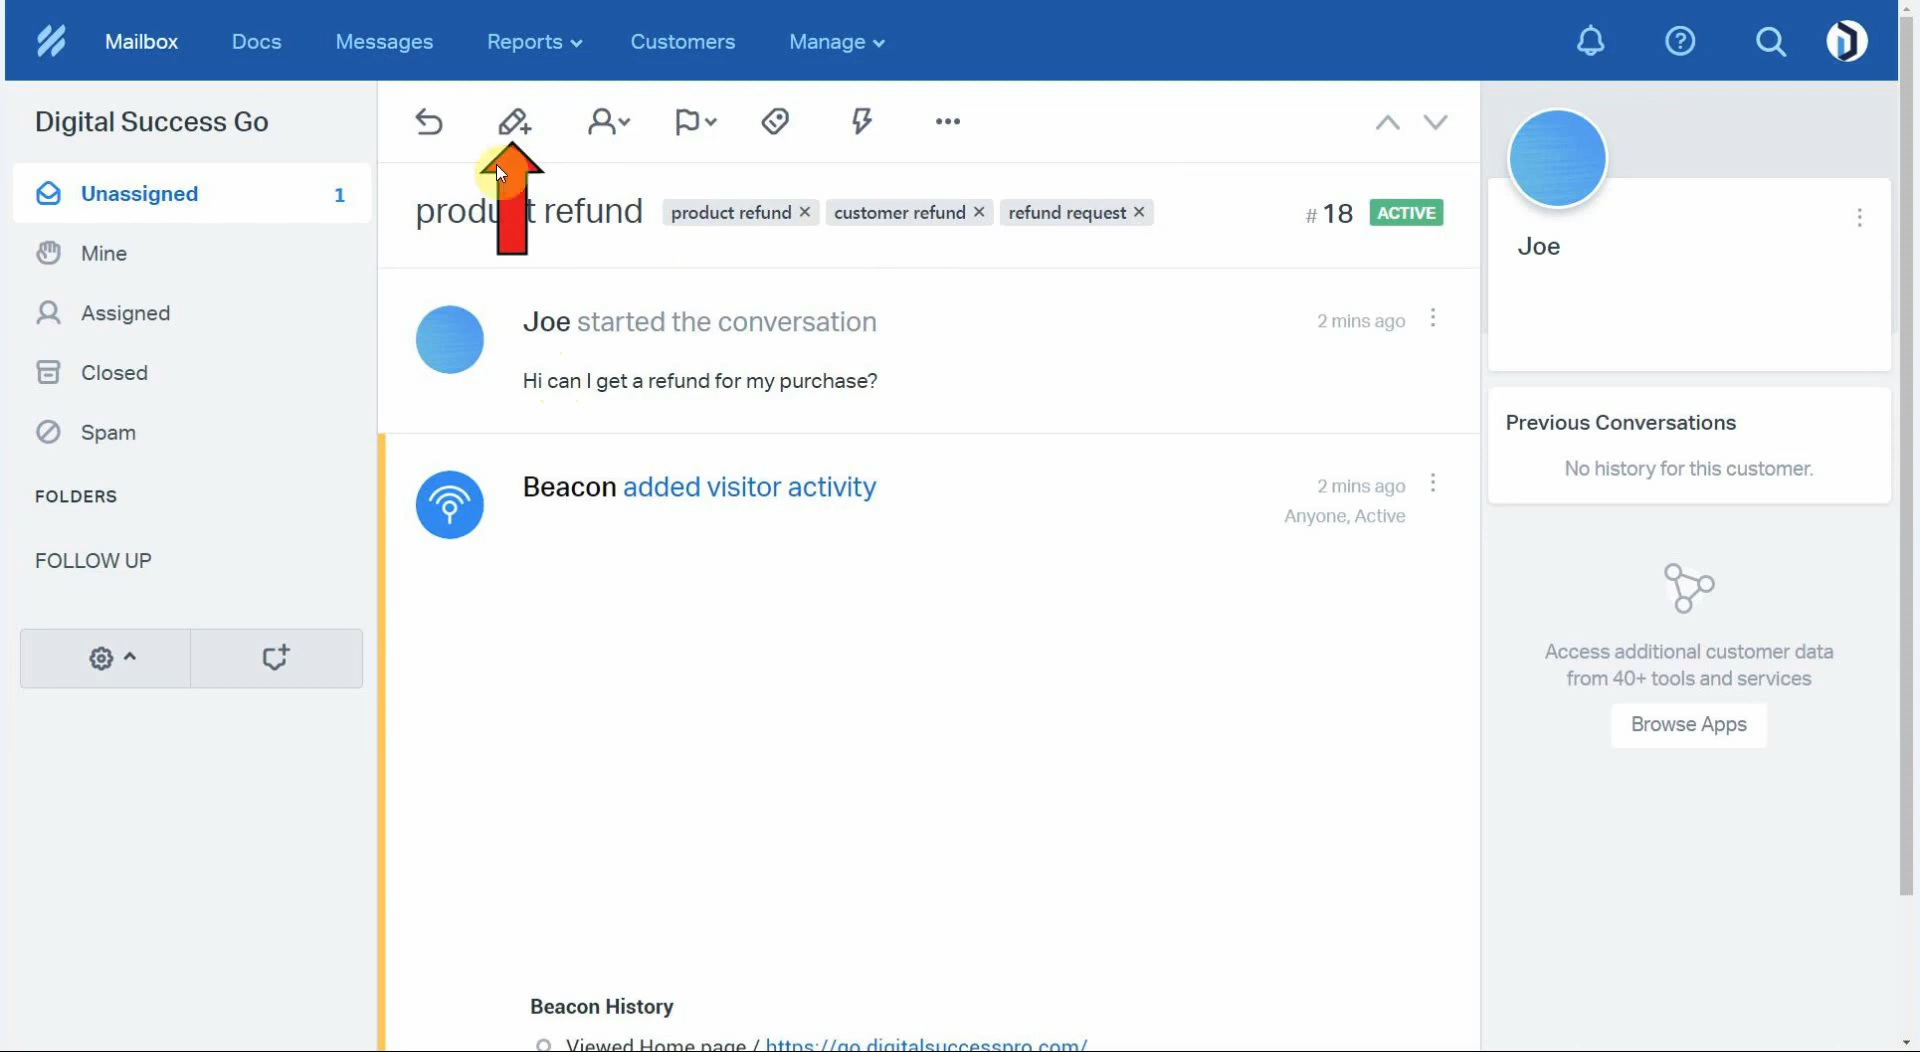 Mailbox Docs Messages Reports Customers Manage
Digital Success Go
Unassigned 1
Mine
Assigned
Closed
Spam
FOLDERS
FOLLOW UP
product refund product refund × customer refund × refund request × # 18 ACTIVE
Joe started the conversation 2 mins ago
Hi can I get a refund for my purchase?
Beacon added visitor activity 2 mins ago
Anyone, Active
Beacon History
Viewed Home page / https://go.digitalsuccesspro.com/
Joe
Previous Conversations
No history for this customer.
Access additional customer data
from 40+ tools and services
Browse Apps